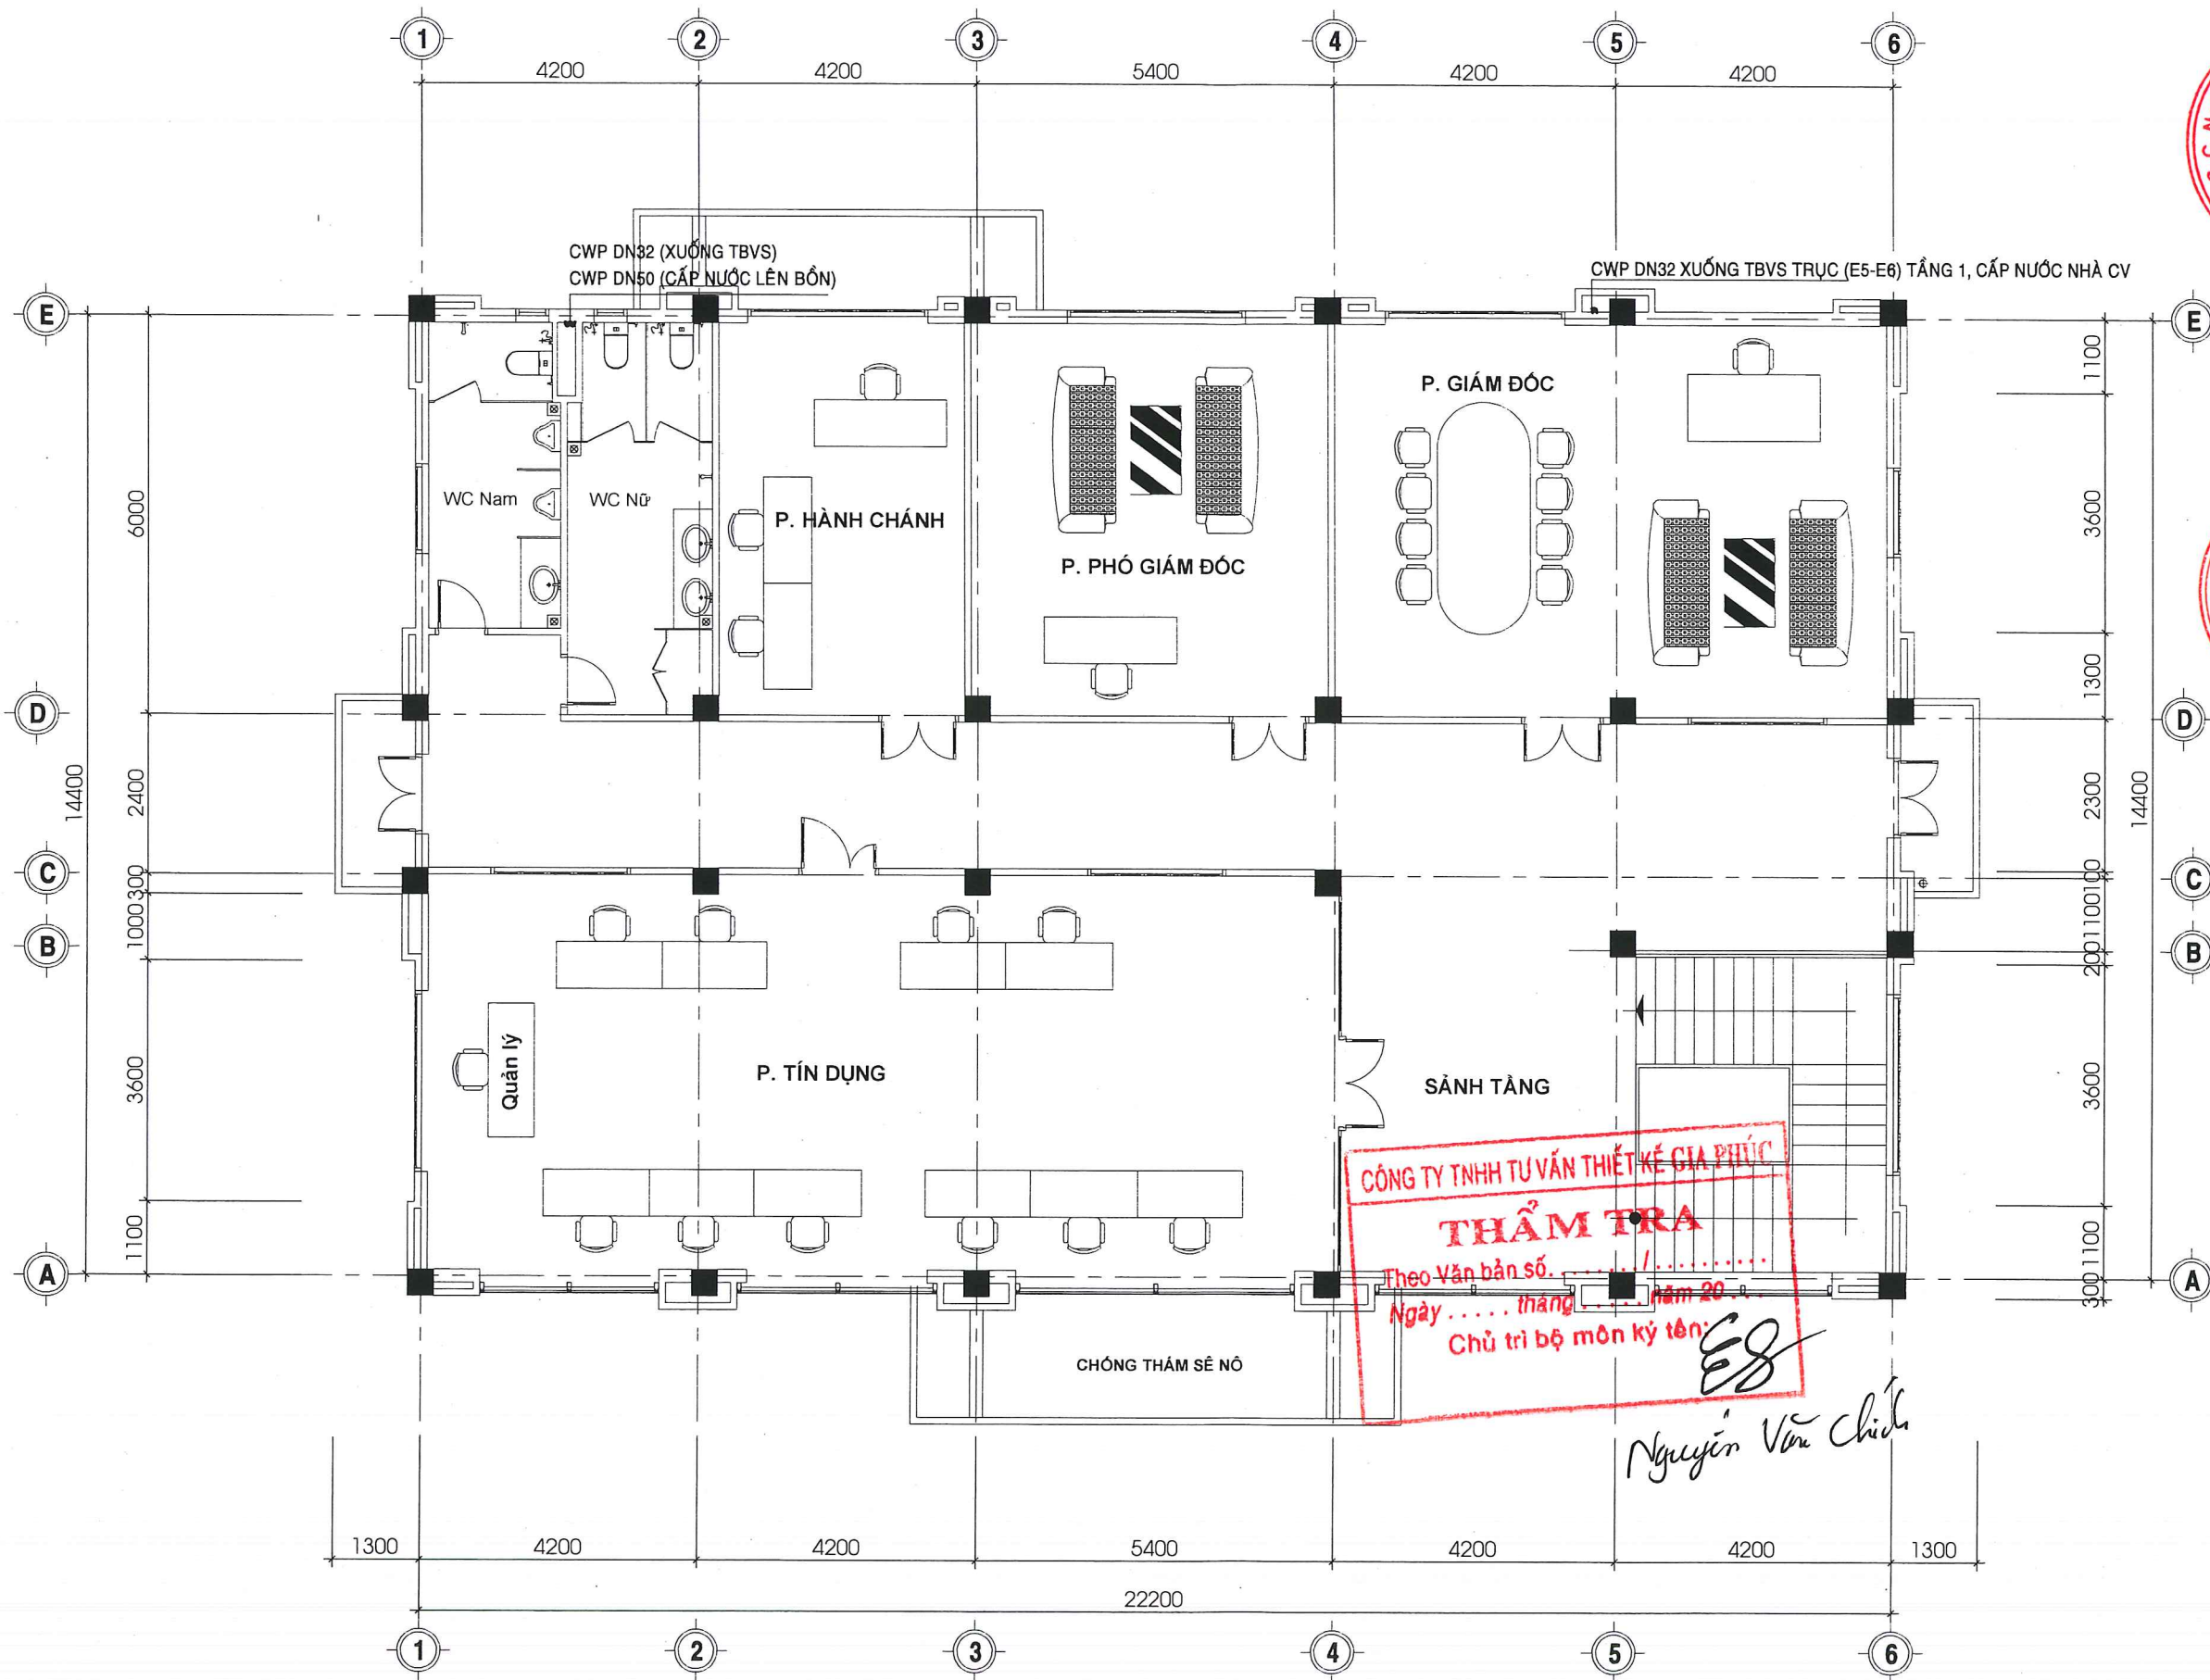 1 2 3 4 5 6
4200 4200 5400 4200 4200
CWP DN32 (XUỐNG TBVS)
CWP DN50 (CẤP NƯỚC LÊN BỒN)
CWP DN32 XUỐNG TBVS TRỤC (E5-E6) TẦNG 1, CẤP NƯỚC NHÀ CV
E E
1100
P. GIÁM ĐỐC
WC Nam WC Nữ
6000 3600
P. HÀNH CHÁNH
P. PHÓ GIÁM ĐỐC
1300
D D
14400 2400 2300 14400
C C
300 100
1000 1100
B B
200
Quản lý
P. TÍN DỤNG
SẢNH TẦNG
3600 3600
CÔNG TY TNHH TƯ VẤN THIẾT KẾ GIA PHÚC
THẨM TRA
Theo Văn bản số........./..........
Ngày ..... tháng ..... năm 20 ...
Chủ trì bộ môn ký tên:
1100 1100
A A
300
CHỐNG THẤM SÊ NÔ
Nguyễn Văn
1300 4200 4200 5400 4200 4200 1300
22200
1 2 3 4 5 6